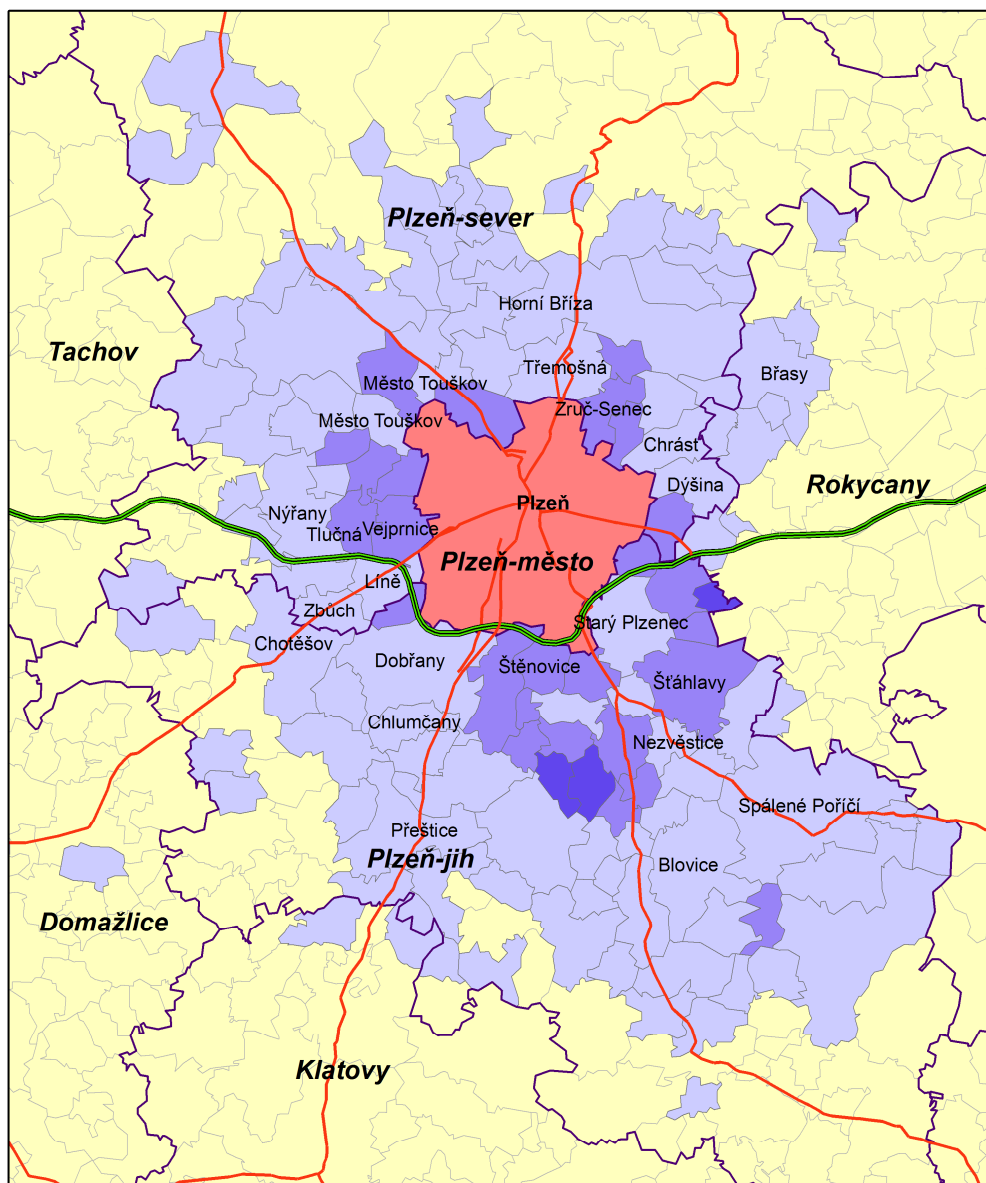 Plzeň-sever
Horní Bříza
Tachov
Třemošná
Břasy
Město Touškov
Zruč-Senec
Město Touškov
Chrást
Dýšina
Rokycany
Plzeň
Nýřany
Vejprnice
Tlučná
Plzeň-město
Líně
Zbůch
Starý Plzenec
Chotěšov
Dobřany
Štěnovice
Šťáhlavy
Chlumčany
Nezvěstice
Spálené Poříčí
Přeštice
Plzeň-jih
Blovice
Domažlice
Klatovy